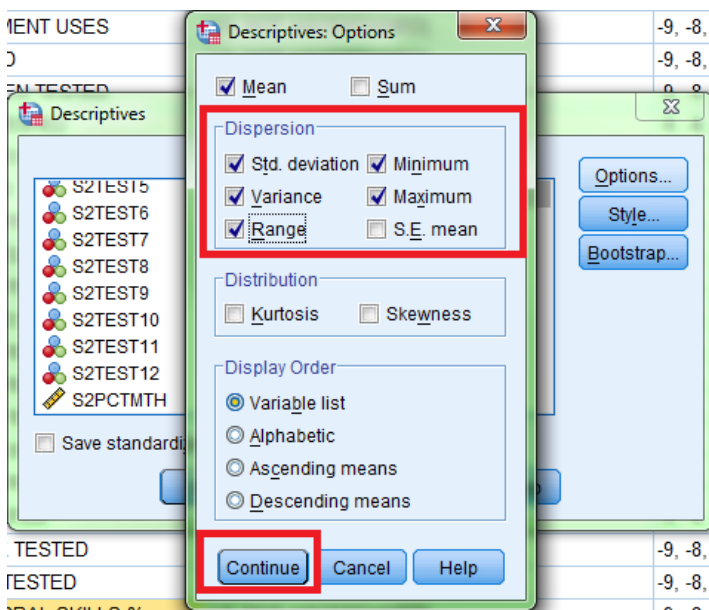 MENT USES
-9, -8,
-9, -8,
EN TESTED
Descriptives: Options
Mean Sum
Dispersion
Std. deviation Minimum
Variance Maximum
Range S.E. mean
Distribution
Kurtosis Skewness
Display Order
Variable list
Alphabetic
Ascending means
Descending means
Continue Cancel Help
Descriptives
S2TEST5
S2TEST6
S2TEST7
S2TEST8
S2TEST9
S2TEST10
S2TEST11
S2TEST12
S2PCTMTH
Save standardi
Options...
Style...
Bootstrap...
TESTED
-9, -8,
TESTED
-9, -8,